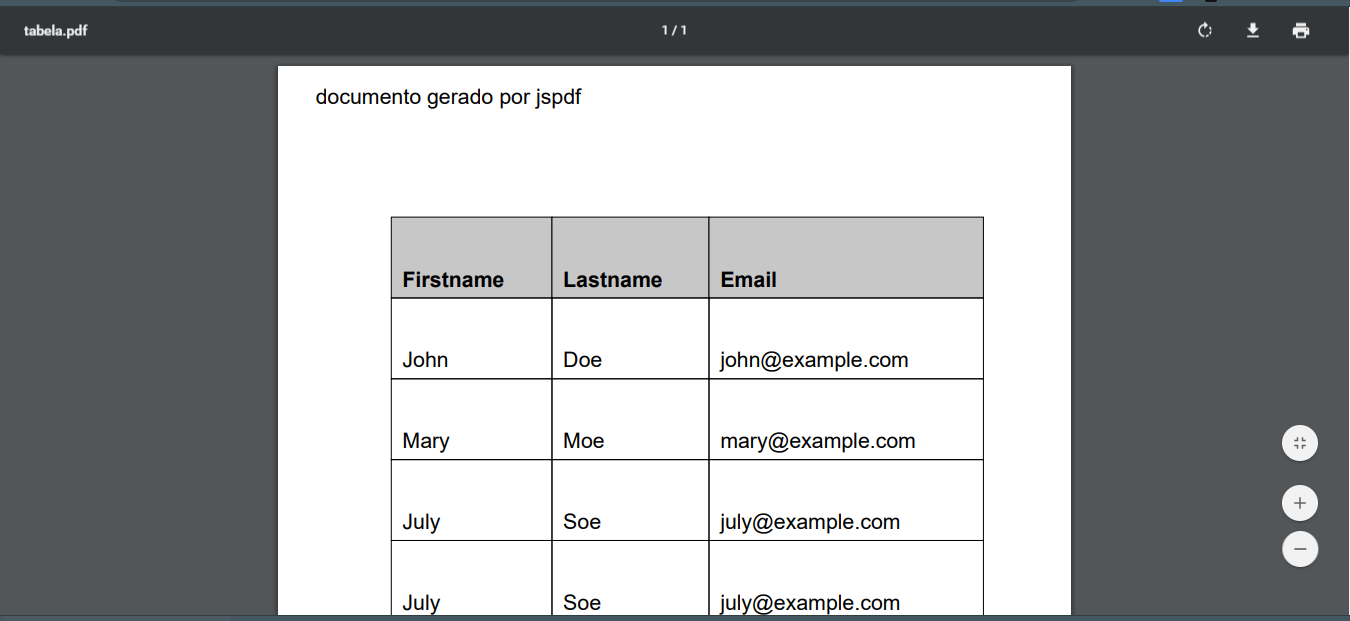 tabela.pdf
1 / 1
documento gerado por jspdf
Firstname Lastname Email
John Doe john@example.com
Mary Moe mary@example.com
July Soe july@example.com
July Soe july@example.com